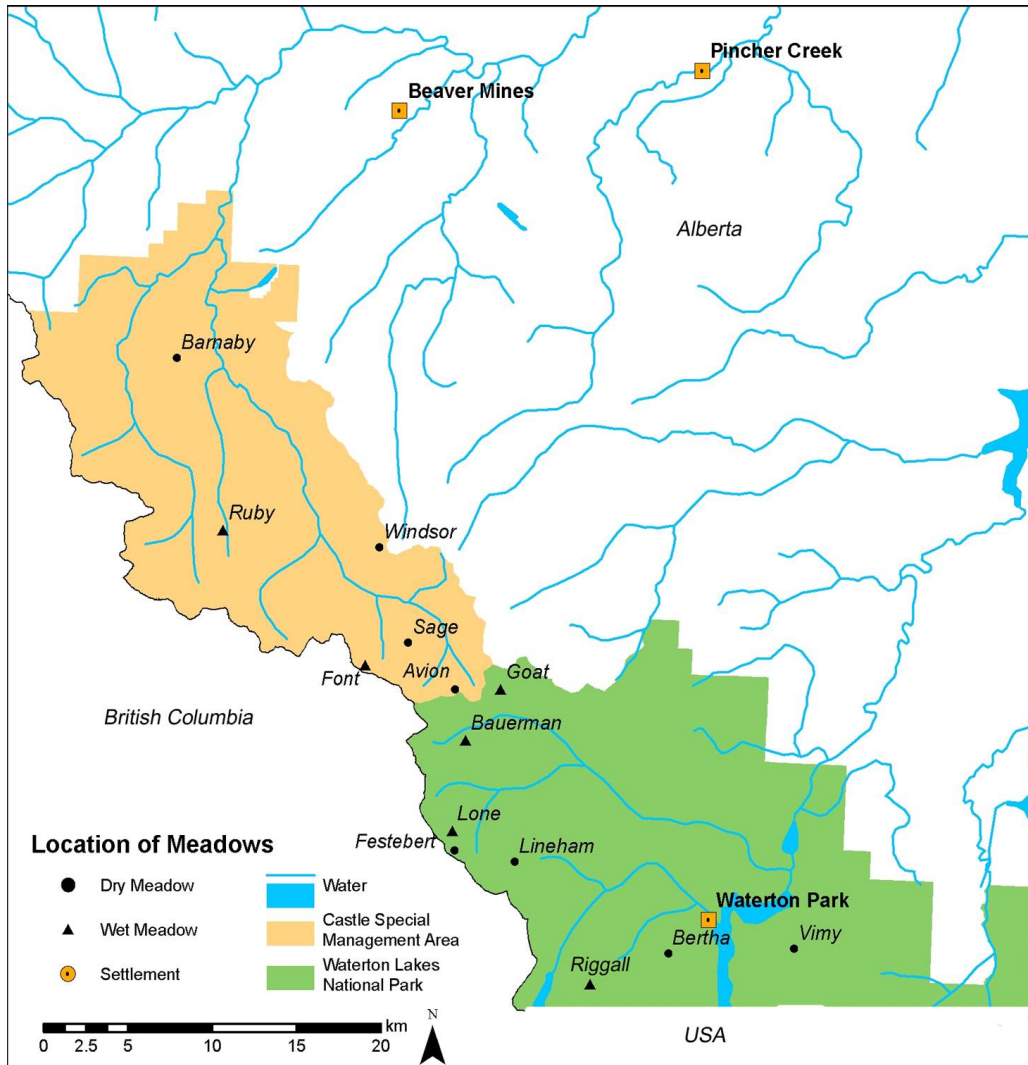 Pincher Creek
Beaver Mines
Alberta
Barnaby
Ruby
Windsor
Sage
Font
Avion
Goat
British Columbia
Bauerman
Lone
Festebert
Lineham
Waterton Park
Bertha
Vimy
Riggall
USA
Location of Meadows
Dry Meadow
Wet Meadow
Settlement
Water
Castle Special
Management Area
Waterton Lakes
National Park
km
0 2.5 5 10 15 20
N